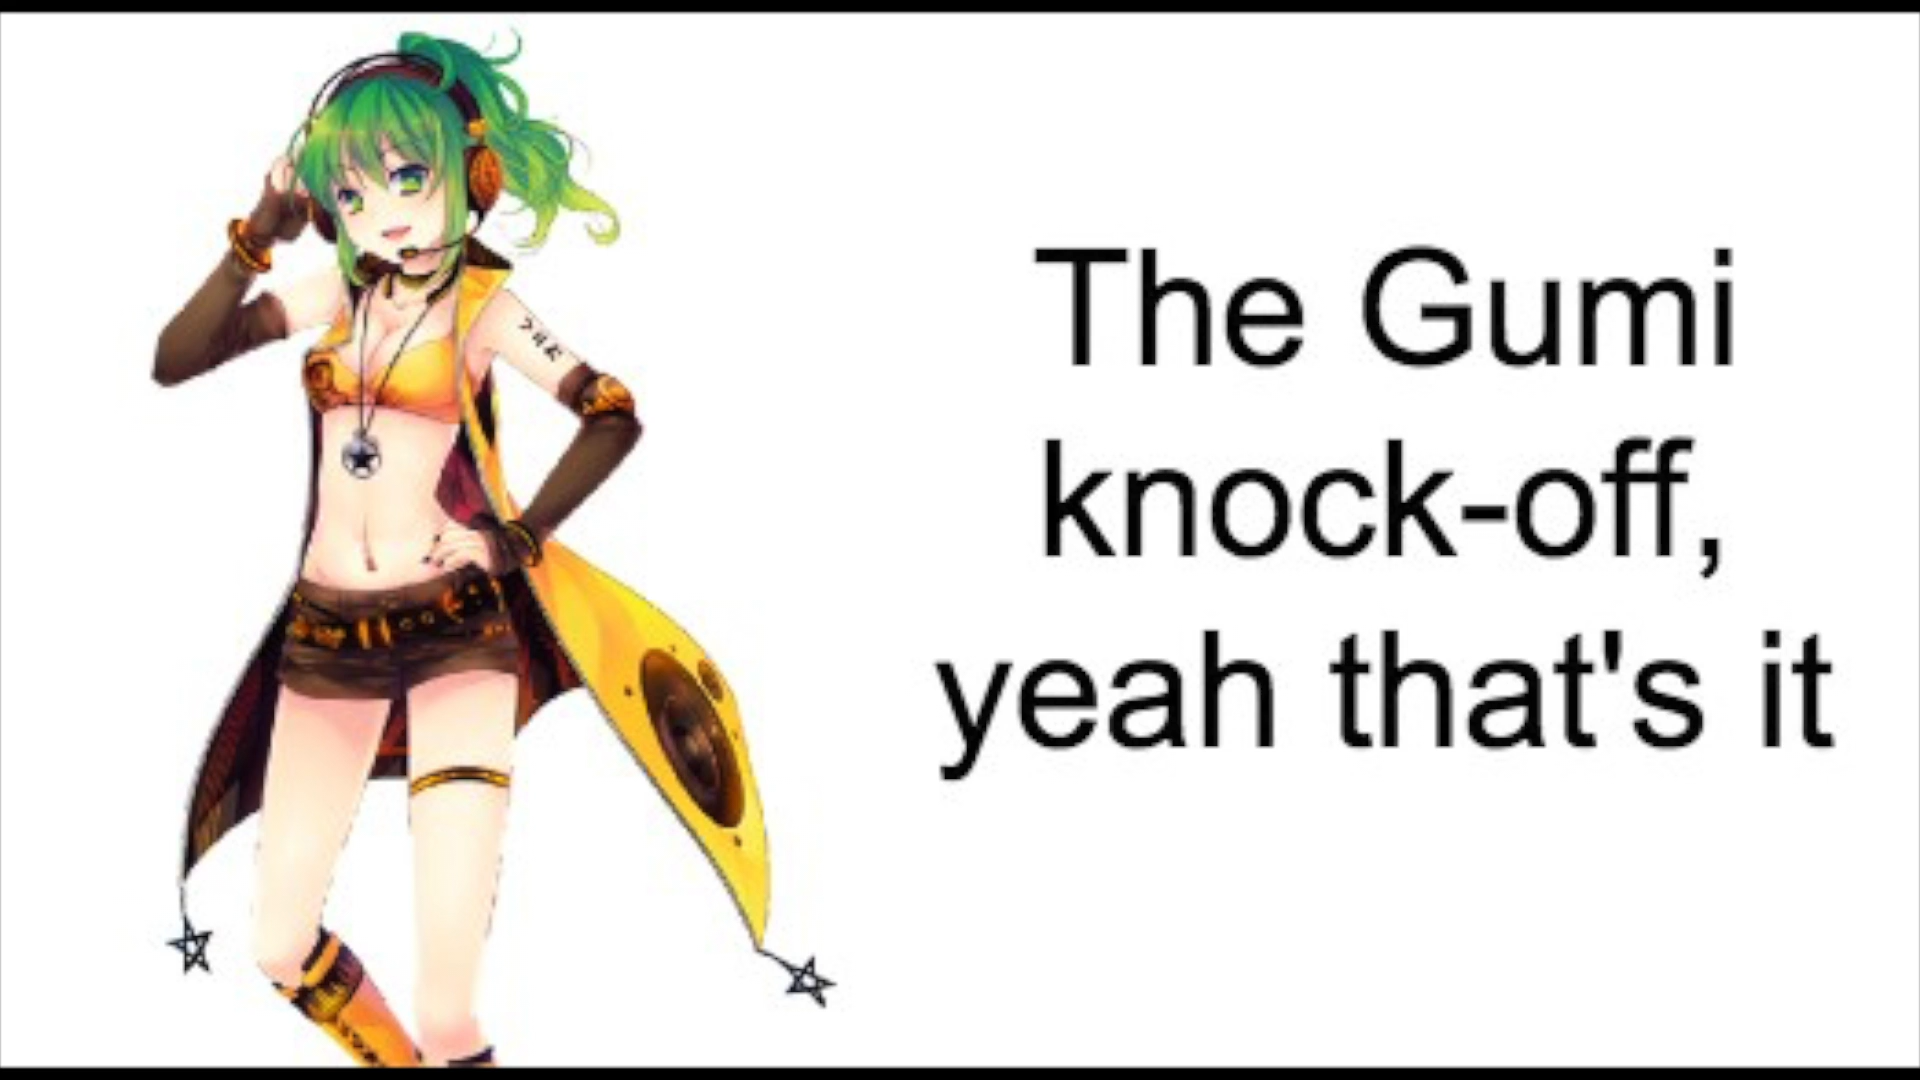 The Gumi
knock-off,
yeah that's it